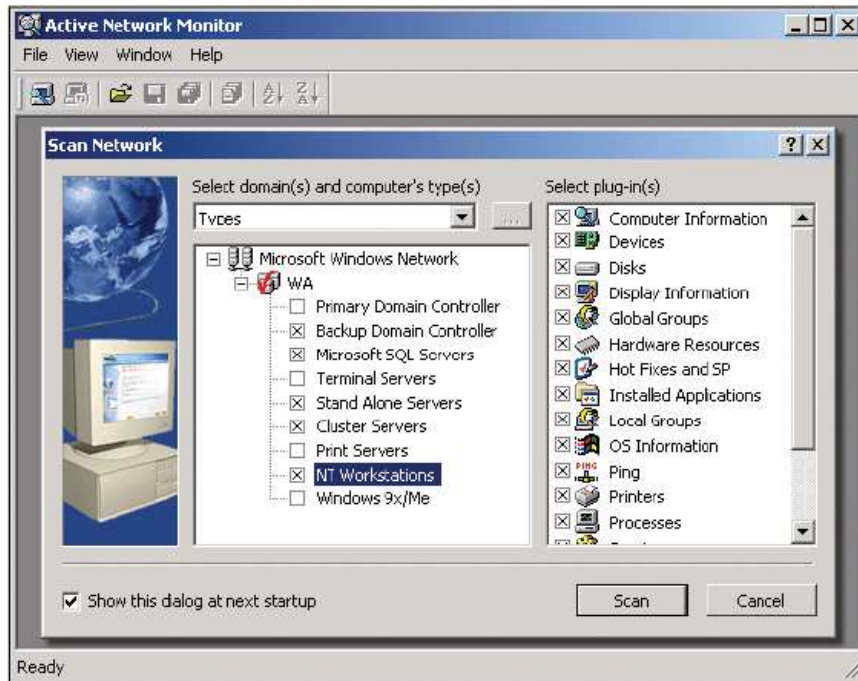 Active Network Monitor
File View Window Help
Scan Network
Select domain(s) and computer's type(s)
Types
...
Microsoft Windows Network
WA
Primary Domain Controller
Backup Domain Controller
Microsoft SQL Servers
Terminal Servers
Stand Alone Servers
Cluster Servers
Print Servers
NT Workstations
Windows 9x/Me
Select plug-in(s)
Computer Information
Devices
Disks
Display Information
Global Groups
Hardware Resources
Hot Fixes and SP
Installed Applications
Local Groups
OS Information
PING
Ping
Printers
Processes
Show this dialog at next startup
Scan
Cancel
Ready